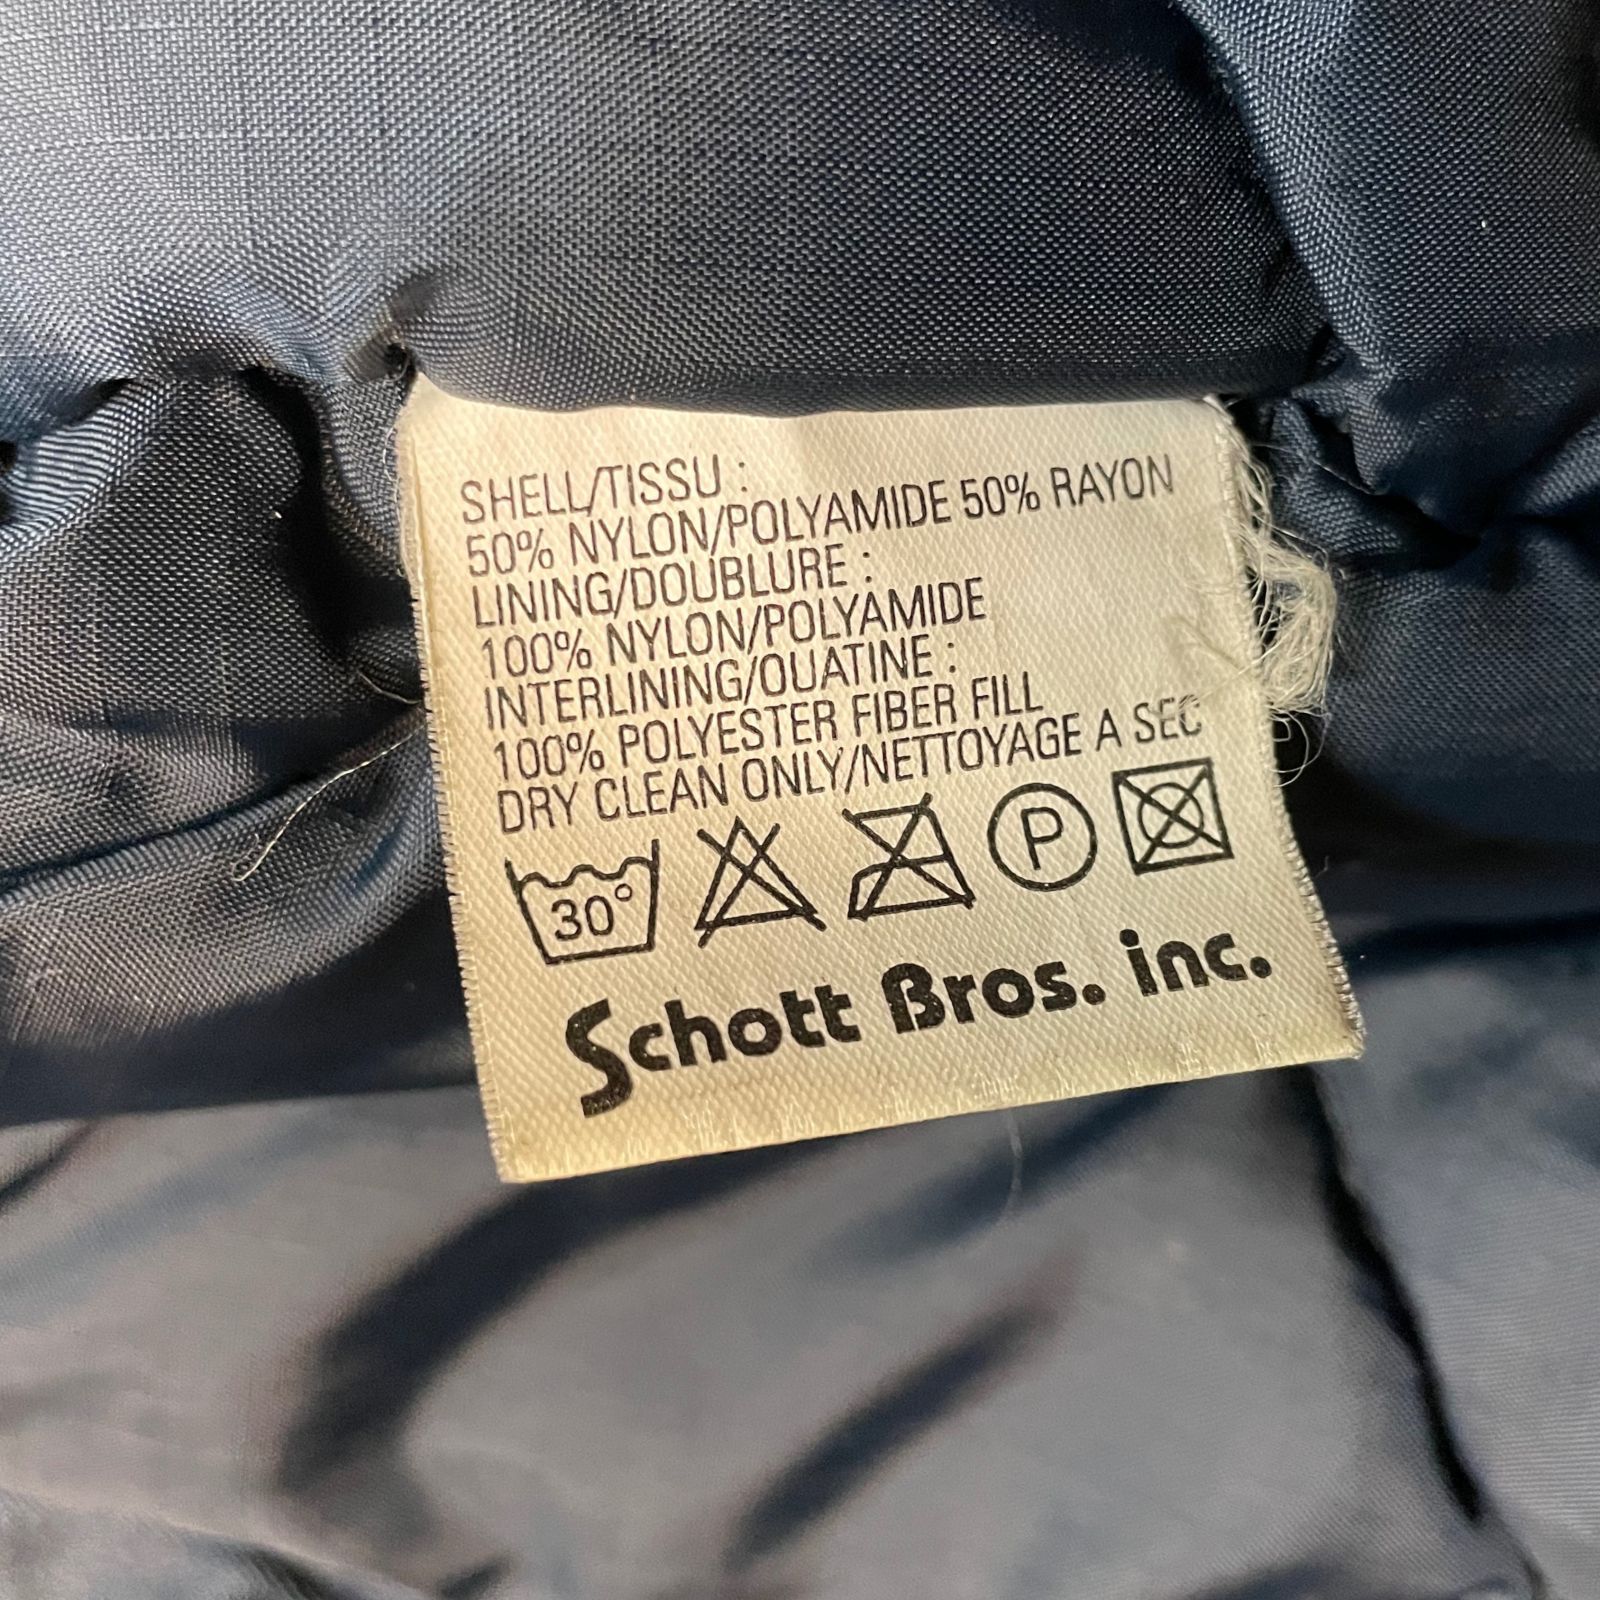 SHELL/TISSU :
50% NYLON/POLYAMIDE 50% RAYON
LINING/DOUBLURE :
100% NYLON/POLYAMIDE
INTERLINING/OUATINE :
100% POLYESTER FIBER FILL
DRY CLEAN ONLY/NETTOYAGE A SEC
30° P
Schott Bros. inc.